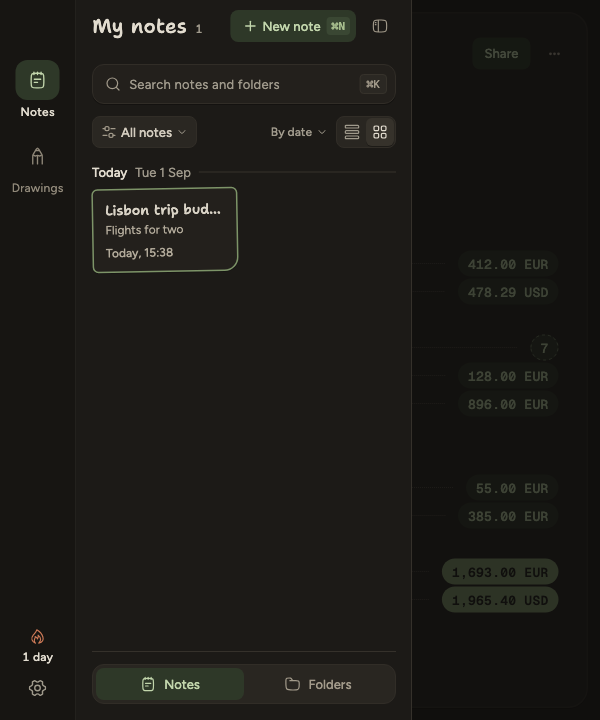 My notes 1
New note ⌘N
Share
Search notes and folders ⌘K
Notes
All notes
By date
Drawings
Today Tue 1 Sep
Lisbon trip bud...
Flights for two
Today, 15:38
412.00 EUR
478.29 USD
7
128.00 EUR
896.00 EUR
55.00 EUR
385.00 EUR
1,693.00 EUR
1,965.40 USD
1 day
Notes
Folders